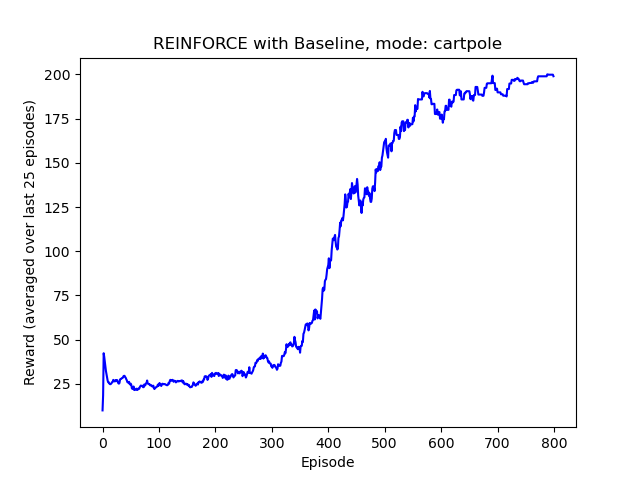 REINFORCE with Baseline, mode: cartpole
Reward (averaged over last 25 episodes)
200
175
150
125
100
75
50
25
0 100 200 300 400 500 600 700 800
Episode